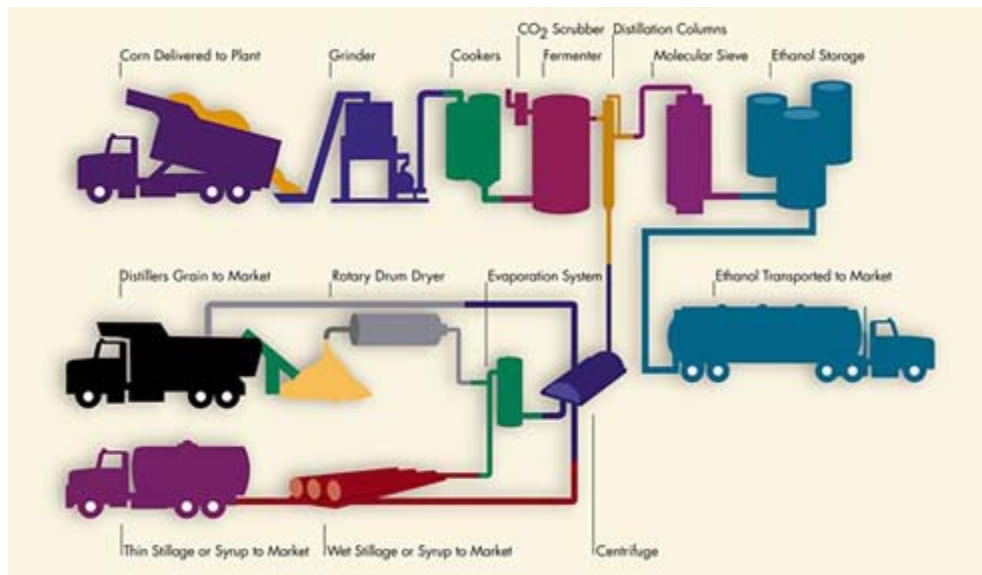 CO2 Scrubber
Distillation Columns
Corn Delivered to Plant
Grinder
Cookers
Fermenter
Molecular Sieve
Ethanol Storage
Distillers Grain to Market
Rotary Drum Dryer
Evaporation System
Ethanol Transported to Market
Thin Stillage or Syrup to Market
Wet Stillage or Syrup to Market
Centrifuge